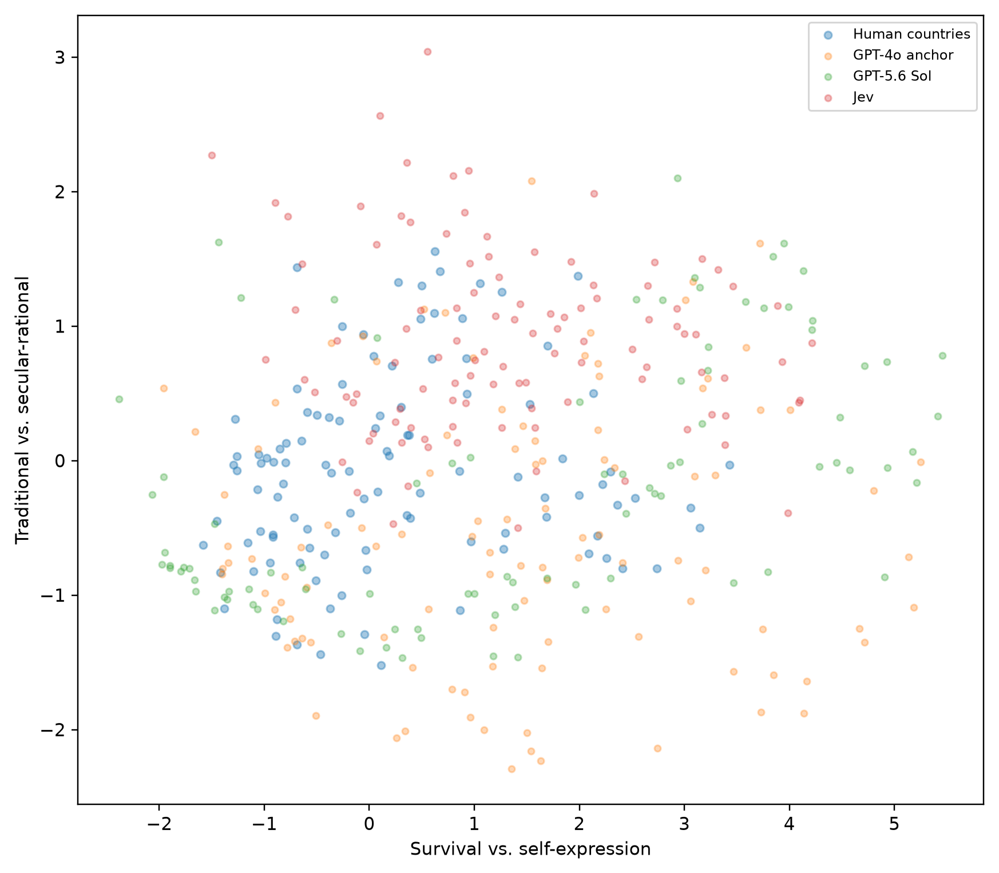 Human countries
GPT-4o anchor
GPT-5.6 Sol
Jev
3
2
1
0
−1
−2
Traditional vs. secular-rational
−2
−1
0
1
2
3
4
5
Survival vs. self-expression